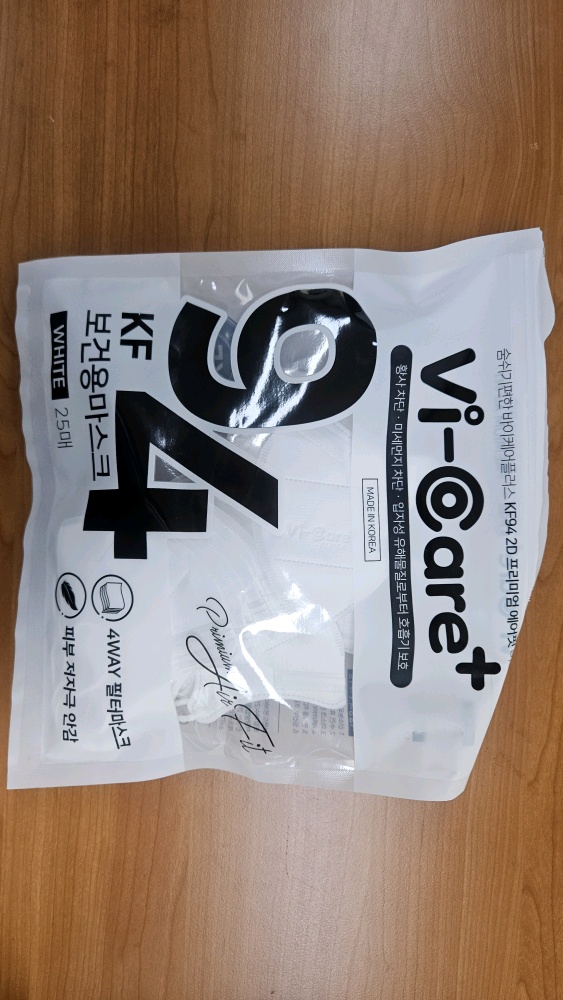 숨쉬기 편한 바이케어플러스 KF94 2D 프리미엄 에어핏
Vi-Care+
황사 차단 · 미세먼지 차단 · 입자성 유해물질로부터 호흡기 보호
MADE IN KOREA
94
Premium Air Fit
KF
보건용마스크
WHITE 25매
4WAY 필터마스크
피부 저자극 안감